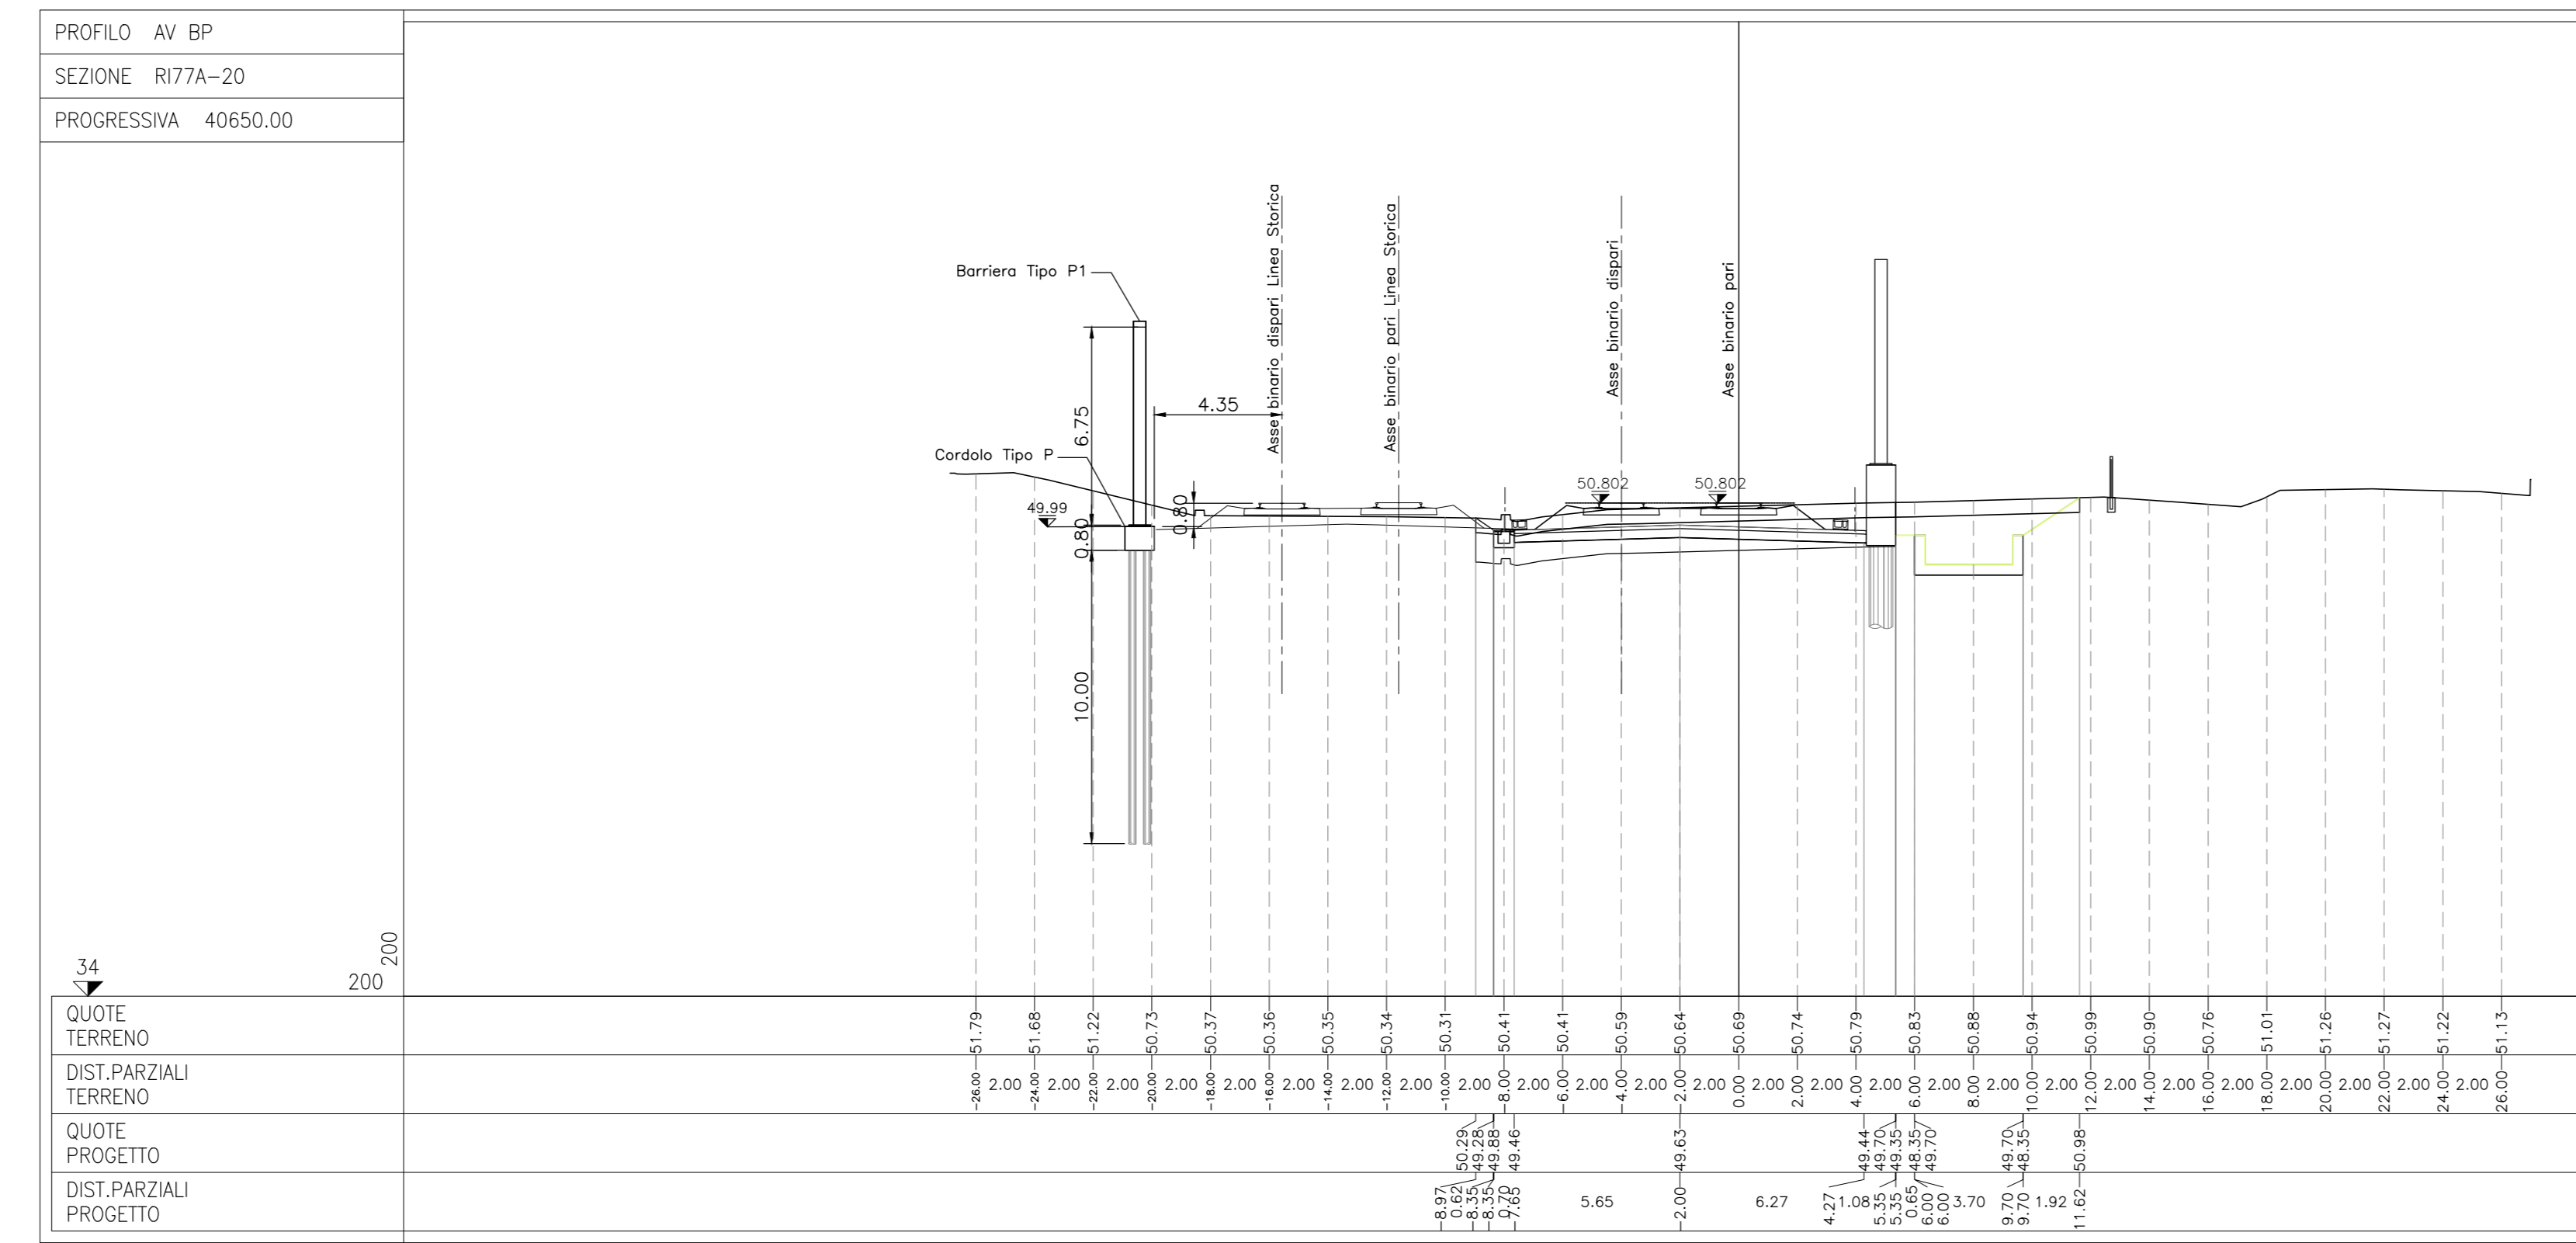 PROFILO AV BP
SEZIONE RI77A-20
PROGRESSIVA 40650.00
Barriera Tipo P1
Cordolo Tipo P
Asse binario dispari Linea Storica
Asse binario pari Linea Storica
Asse binario dispari
Asse binario pari
6.75
4.35
49.99
0.80
0.80
10.00
50.802
50.802
34
200
200
QUOTE
TERRENO
51.79 51.68 51.22 50.73 50.37 50.36 50.35 50.34 50.31 50.41 50.41 50.59 50.64 50.69 50.74 50.79 50.83 50.88 50.94 50.99 50.90 50.76 51.01 51.26 51.27 51.22 51.13
DIST.PARZIALI
TERRENO
-26.00 2.00 -24.00 2.00 -22.00 2.00 -20.00 2.00 -18.00 2.00 -16.00 2.00 -14.00 2.00 -12.00 2.00 -10.00 2.00 -8.00 2.00 -6.00 2.00 -4.00 2.00 -2.00 2.00 0.00 2.00 2.00 2.00 4.00 2.00 6.00 2.00 8.00 2.00 10.00 2.00 12.00 2.00 14.00 2.00 16.00 2.00 18.00 2.00 20.00 2.00 22.00 2.00 24.00 2.00 26.00
QUOTE
PROGETTO
50.29 49.28 49.88 49.46 49.63 49.44 49.70 49.35 48.35 49.70 49.70 48.35 50.98
DIST.PARZIALI
PROGETTO
-8.97 0.62 -8.35 -8.35 0.70 -7.65 5.65 -2.00 6.27 4.27 1.08 5.35 5.35 0.65 6.00 6.00 3.70 9.70 9.70 1.92 11.62